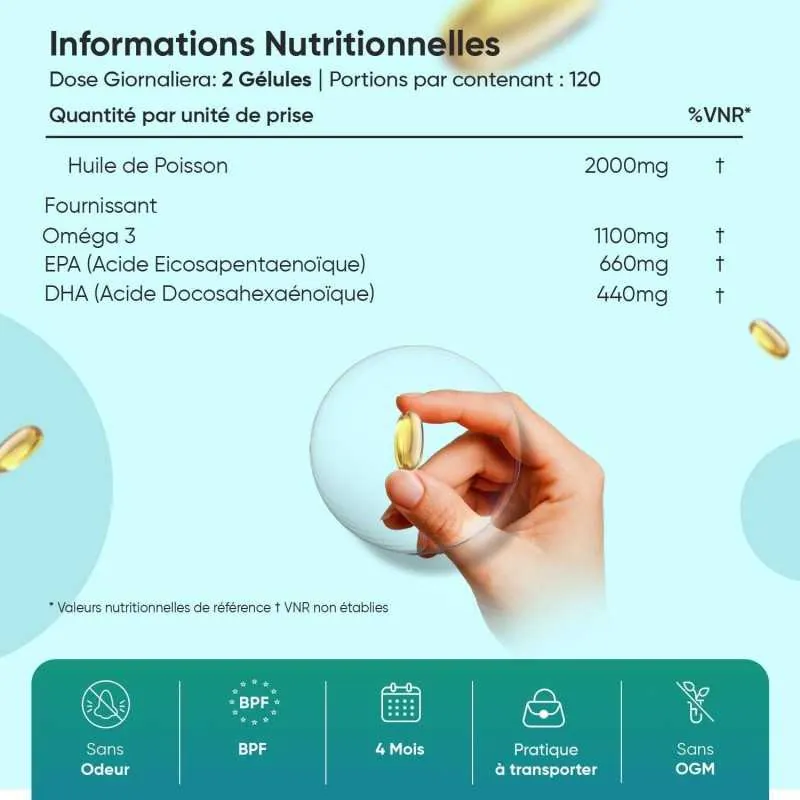 Informations Nutritionnelles
Dose Giornaliera: 2 Gélules | Portions par contenant : 120
Quantité par unité de prise %VNR*
Huile de Poisson 2000mg †
Fournissant
Oméga 3 1100mg †
EPA (Acide Eicosapentaenoïque) 660mg †
DHA (Acide Docosahexaénoïque) 440mg †
* Valeurs nutritionnelles de référence † VNR non établies
Sans
Odeur
BPF
BPF
4 Mois
Pratique
à transporter
Sans
OGM